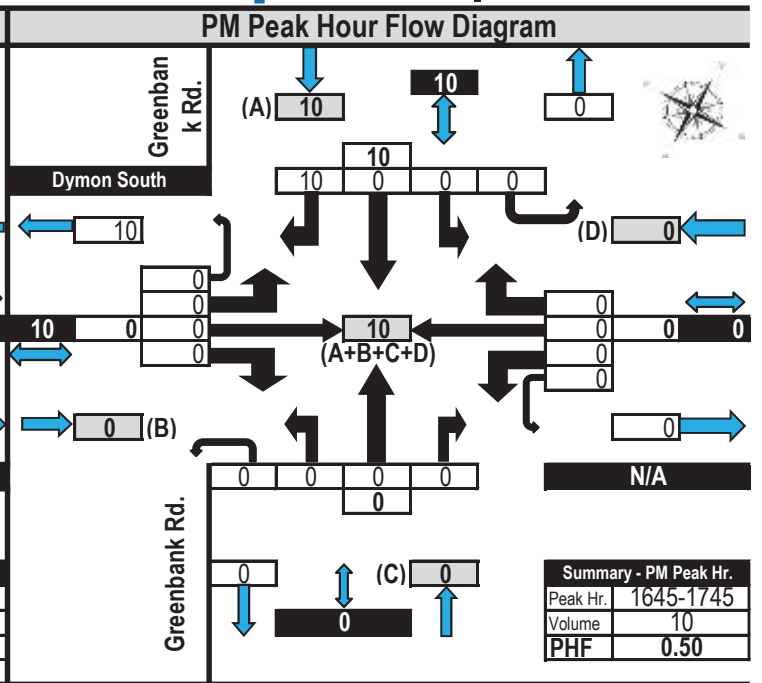 PM Peak Hour Flow Diagram
Greenban
k Rd.
(A) 10
10
0
10
10 0 0 0
Dymon South
10
(D) 0
0
0
10 0 0
0
10
(A+B+C+D)
0
0
0 0 0
0
0
0 (B)
0
0 0 0 0
0
N/A
Greenbank Rd.
0
(C) 0
0
Summary - PM Peak Hr.
Peak Hr. 1645-1745
Volume 10
PHF 0.50